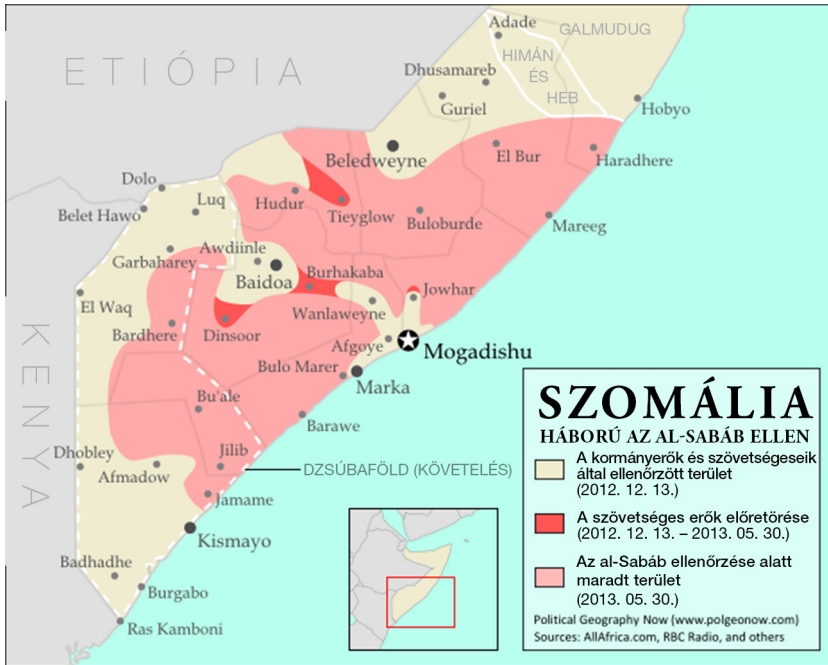 ETIÓPIA
KENYA
GALMUDUG
HIMÁN
ÉS
HEB
Adade
Dhusamareb
Guriel
Hobyo
Beledweyne
El Bur
Haradhere
Dolo
Luq
Belet Hawo
Hudur
Tieyglow
Buloburde
Mareeg
Awdiinle
Garbaharey
Baidoa
Burhakaba
Jowhar
El Waq
Wanlaweyne
Bardhere
Dinsoor
Afgoye
Mogadishu
Bulo Marer
Marka
Bu'ale
Barawe
Dhobley
Jilib
Afmadow
DZSÚBAFÖLD (KÖVETELÉS)
Jamame
Kismayo
Badhadhe
Burgabo
Ras Kamboni
SZOMÁLIA
HÁBORÚ AZ AL-SABÁB ELLEN
A kormányerők és szövetségeseik
által ellenőrzött terület
(2012. 12. 13.)
A szövetséges erők előretörése
(2012. 12. 13. – 2013. 05. 30.)
Az al-Sabáb ellenőrzése alatt
maradt terület
(2013. 05. 30.)
Political Geography Now (www.polgeonow.com)
Sources: AllAfrica.com, RBC Radio, and others